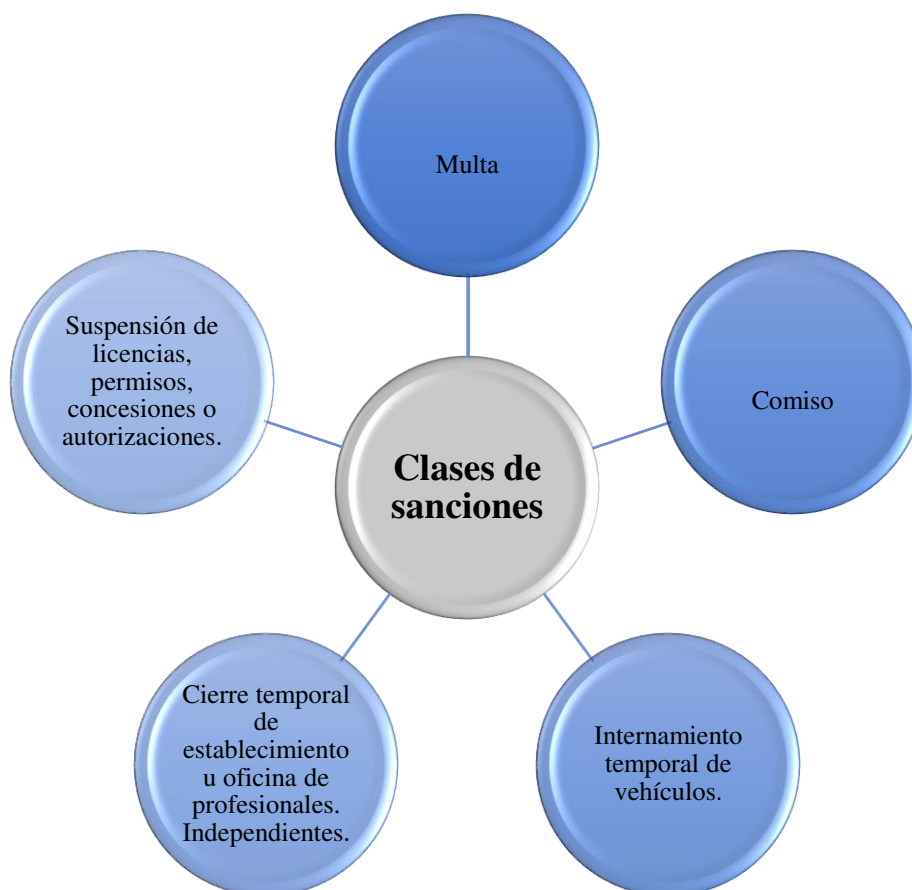 Multa
Suspensión de
licencias,
permisos,
concesiones o
autorizaciones.
Comiso
Clases de
sanciones
Cierre temporal
de
establecimiento
u oficina de
profesionales.
Independientes.
Internamiento
temporal de
vehículos.